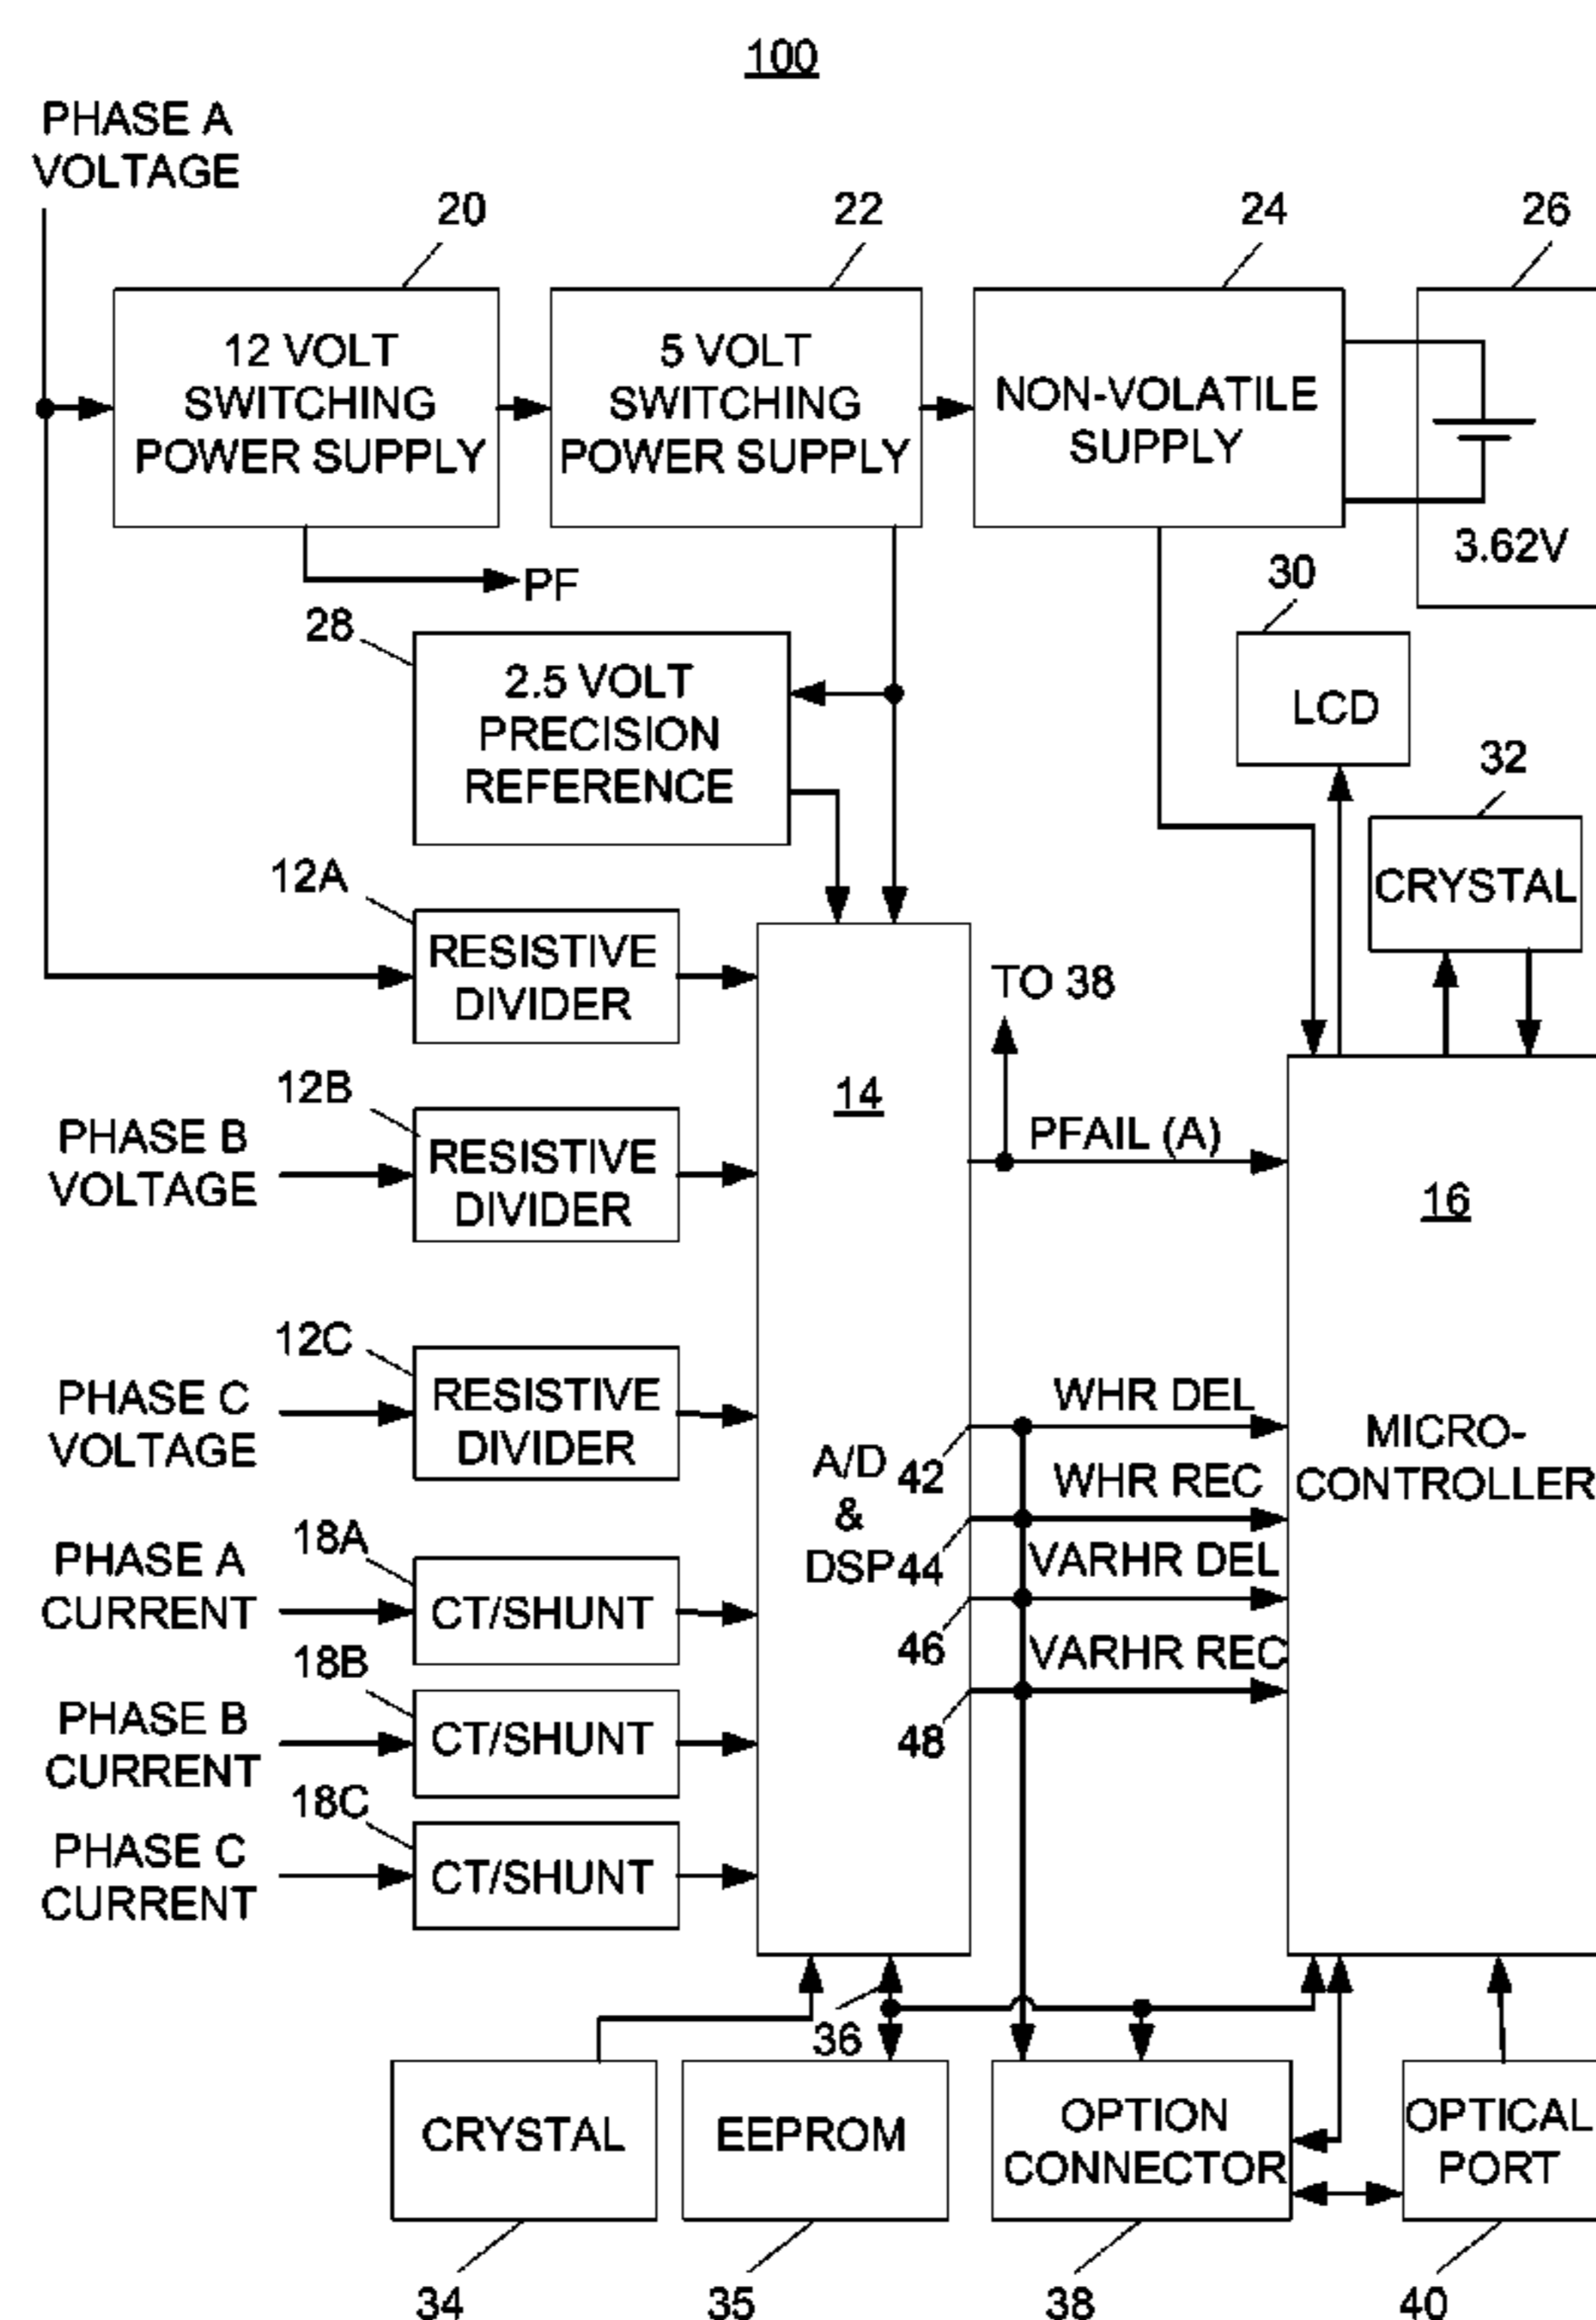 100
PHASE A
VOLTAGE
20
22
24
26
12 VOLT
SWITCHING
POWER SUPPLY
5 VOLT
SWITCHING
POWER SUPPLY
NON-VOLATILE
SUPPLY
3.62V
PF
28
2.5 VOLT
PRECISION
REFERENCE
30
LCD
32
CRYSTAL
12A
RESISTIVE
DIVIDER
TO 38
12B
PHASE B
VOLTAGE
RESISTIVE
DIVIDER
14
PFAIL (A)
16
12C
PHASE C
VOLTAGE
RESISTIVE
DIVIDER
A/D
&
DSP
42
WHR DEL
44
WHR REC
46
VARHR DEL
48
VARHR REC
MICRO-
CONTROLLER
PHASE A
CURRENT
18A
CT/SHUNT
18B
PHASE B
CURRENT
CT/SHUNT
18C
PHASE C
CURRENT
CT/SHUNT
36
CRYSTAL
EEPROM
OPTION
CONNECTOR
OPTICAL
PORT
34
35
38
40